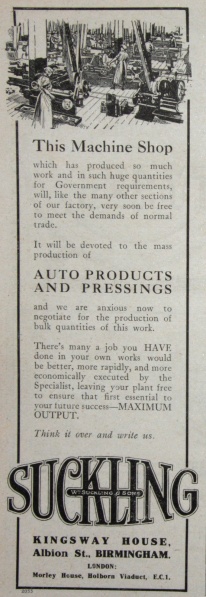 This Machine Shop
which has produced so much
work and in such huge quantities
for Government requirements,
will, like the many other sections
of our factory, very soon be free
to meet the demands of normal
trade.
It will be devoted to the mass
production of
AUTO PRODUCTS
AND PRESSINGS
and we are anxious now to
negotiate for the production of
bulk quantities of this work.
There's many a job you HAVE
done in your own works would
be better, more rapidly, and more
economically executed by the
Specialist, leaving your plant free
to ensure that first essential to
your future success—MAXIMUM
OUTPUT.
Think it over and write us.
SUCKLING
WM SUCKLING & SONS
KINGSWAY HOUSE,
Albion St., BIRMINGHAM.
LONDON:
Morley House, Holborn Viaduct, E.C.1.